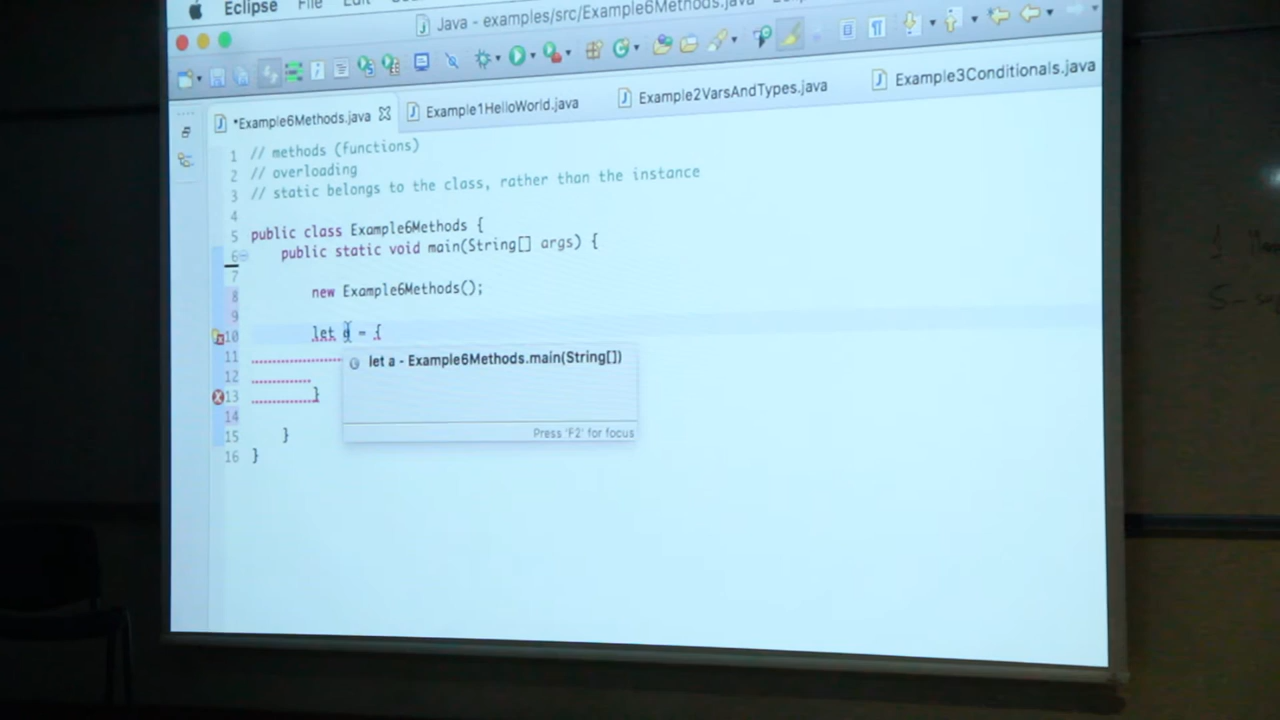 Eclipse File Edit
Java - examples/src/Example6Methods.java -
*Example6Methods.java Example1HelloWorld.java Example2VarsAndTypes.java Example3Conditionals.java
1 // methods (functions)
2 // overloading
3 // static belongs to the class, rather than the instance
4
5 public class Example6Methods {
6 public static void main(String[] args) {
7
8 new Example6Methods();
9
10 let a = {
11
12
13 }
14
15 }
16 }
let a - Example6Methods.main(String[])
Press 'F2' for focus